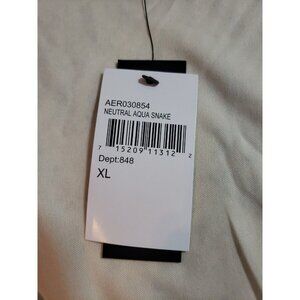 AER030854
NEUTRAL AQUA SNAKE
7 15209 11312 2
Dept:848
XL